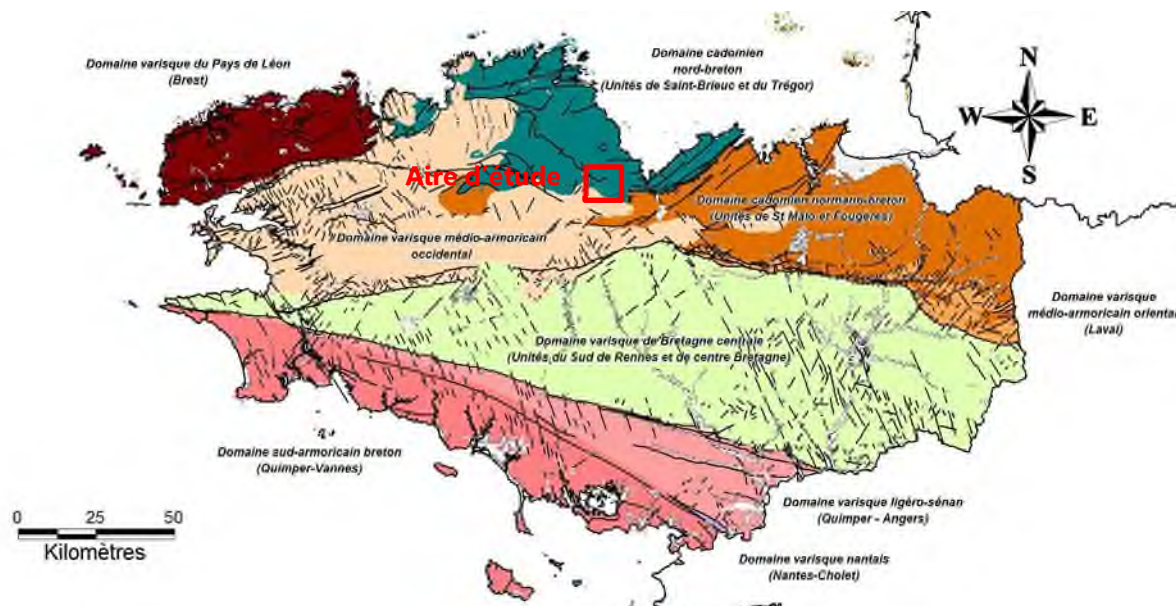 Domaine varisque du Pays de Léon
(Brest)
Domaine cadomien
nord-breton
(Unités de Saint-Brieuc et du Trégor)
N
W
E
S
Aire d'étude
Domaine cadomien normano-breton
(Unités de St Malo et Fougères)
Domaine varisque médio-armoricain
occidental
Domaine varisque
médio-armoricain oriental
(Laval)
Domaine varisque de Bretagne centrale
(Unités du Sud de Rennes et de centre Bretagne)
Domaine sud-armoricain breton
(Quimper-Vannes)
Domaine varisque ligéro-sénan
(Quimper - Angers)
0 25 50
Kilomètres
Domaine varisque nantais
(Nantes-Cholet)